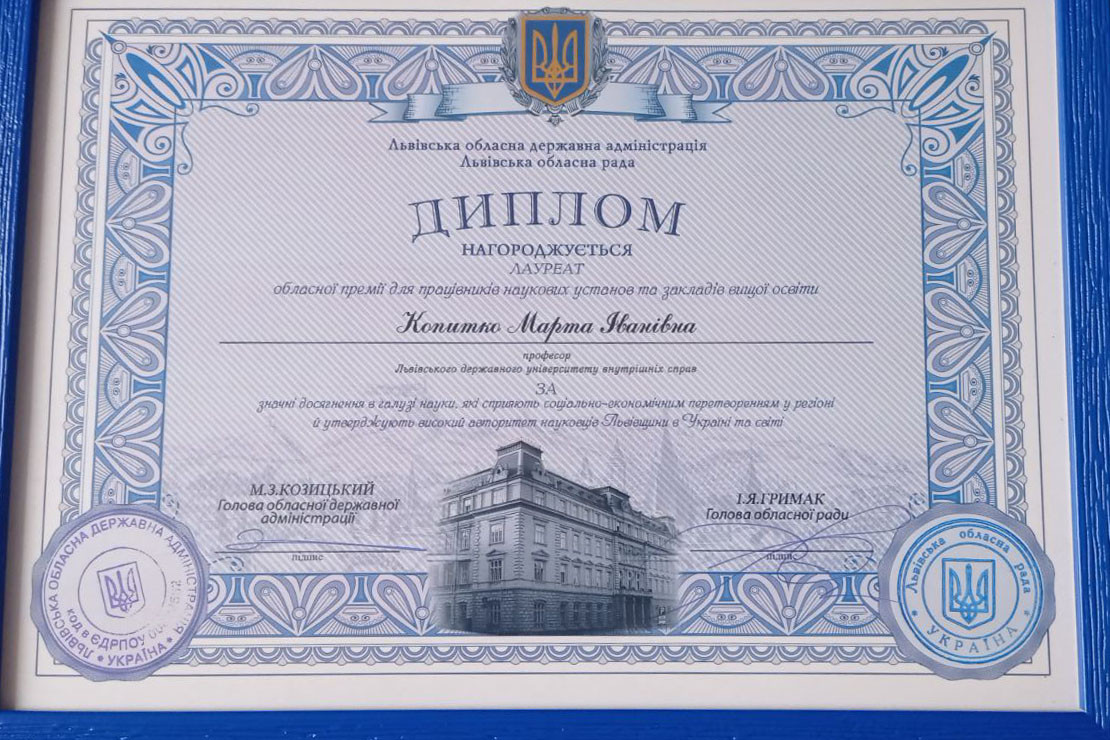 Львівська обласна державна адміністрація
Львівська обласна рада
ДИПЛОМ
НАГОРОДЖУЄТЬСЯ
ЛАУРЕАТ
обласної премії для працівників наукових установ та закладів вищої освіти
Копитко Марта Іванівна
професор
Львівського державного університету внутрішніх справ
ЗА
значні досягнення в галузі науки, які сприяють соціально-економічним перетворенням у регіоні
й утверджують високий авторитет науковців Львівщини в Україні та світі
М.З.КОЗИЦЬКИЙ
Голова обласної державної
адміністрації
підпис
І.Я.ГРИМАК
Голова обласної ради
підпис
ЛЬВІВСЬКА ОБЛАСНА ДЕРЖАВНА АДМІНІСТРАЦІЯ
код в ЄДРПОУ
* УКРАЇНА *
Львівська обласна рада
* УКРАЇНА *